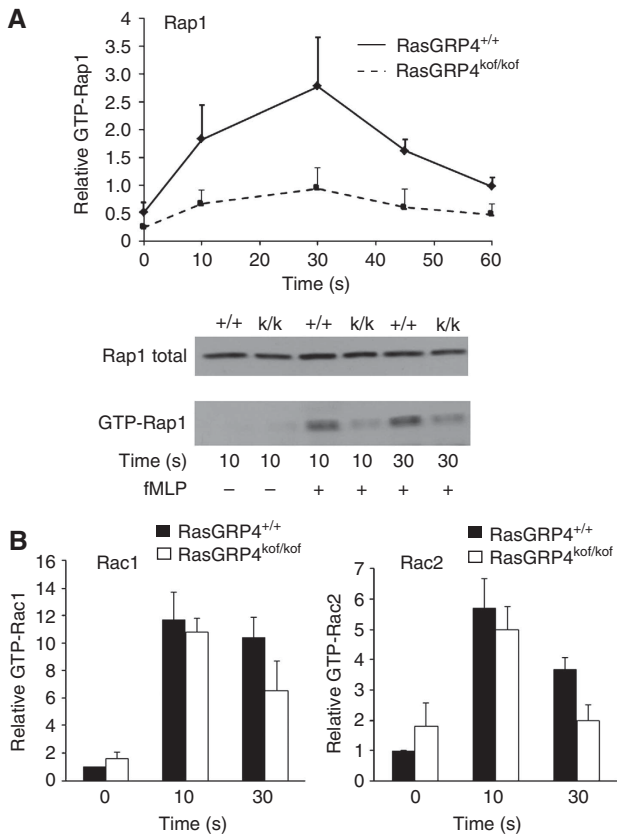 A
Rap1
RasGRP4+/+
RasGRP4kof/kof
Relative GTP-Rap1
4
3.5
3.0
2.5
2.0
1.5
1.0
0.5
0
0 10 20 30 40 50 60
Time (s)
+/+ k/k +/+ k/k +/+ k/k
Rap1 total
GTP-Rap1
Time (s) 10 10 10 10 30 30
fMLP – – + + + +
B
RasGRP4+/+
RasGRP4kof/kof
Rac1
Relative GTP-Rac1
16
14
12
10
8
6
4
2
0
0 10 30
Time (s)
RasGRP4+/+
RasGRP4kof/kof
Rac2
Relative GTP-Rac2
7
6
5
4
3
2
1
0
0 10 30
Time (s)